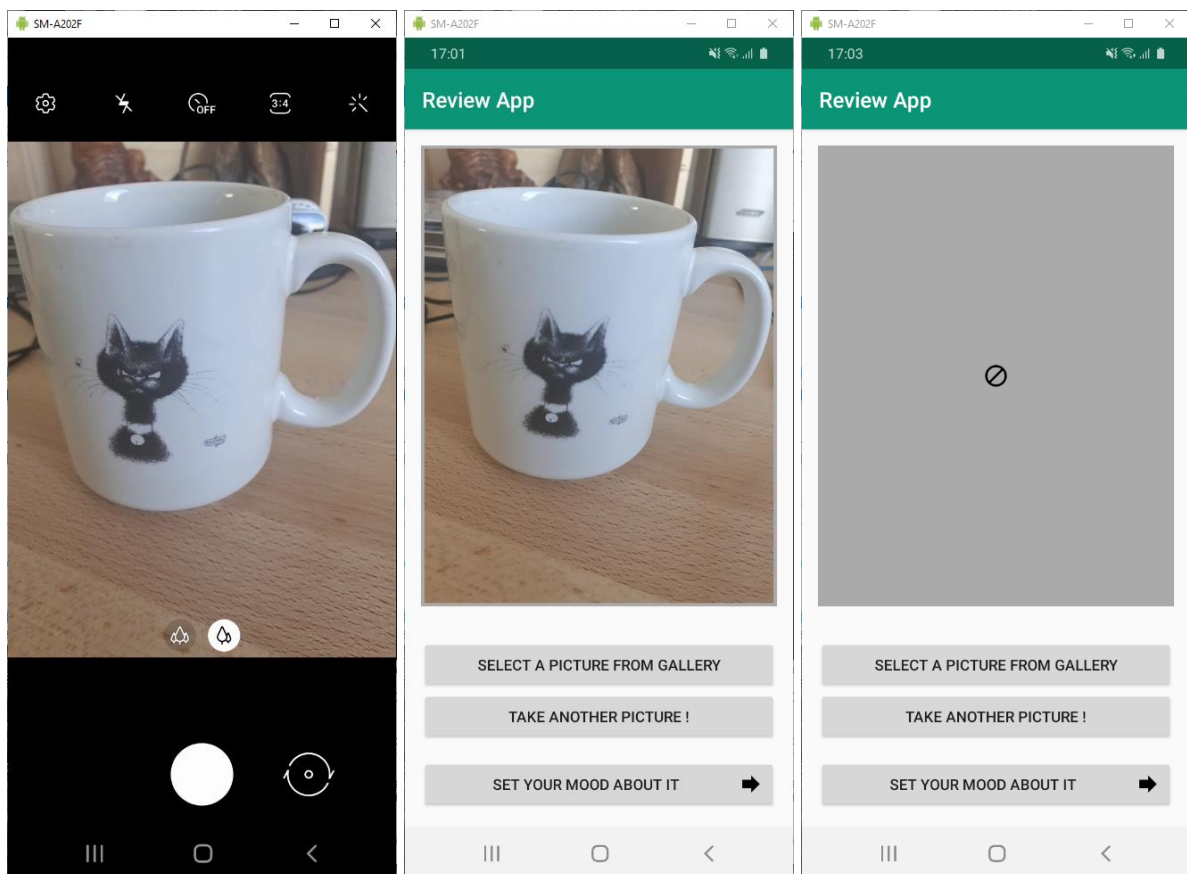 SM-A202F
OFF
3:4
SM-A202F
17:01
Review App
SELECT A PICTURE FROM GALLERY
TAKE ANOTHER PICTURE !
SET YOUR MOOD ABOUT IT
SM-A202F
17:03
Review App
SELECT A PICTURE FROM GALLERY
TAKE ANOTHER PICTURE !
SET YOUR MOOD ABOUT IT